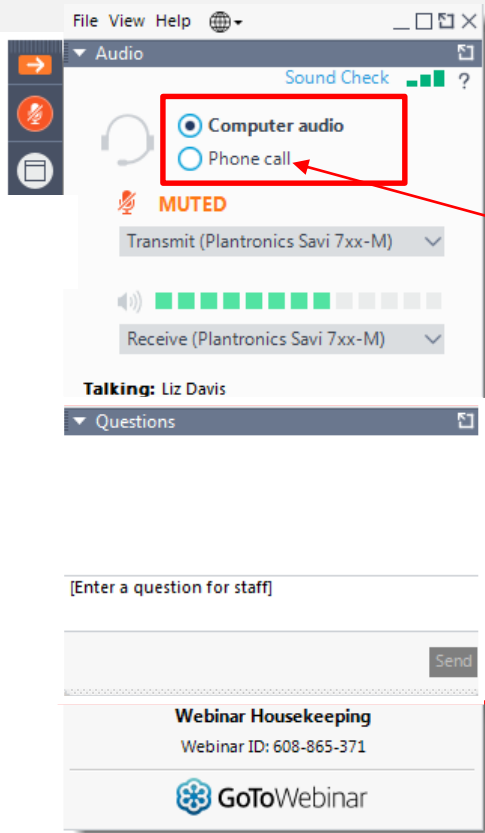 File View Help
Audio
Sound Check ?
Computer audio
Phone call
MUTED
Transmit (Plantronics Savi 7xx-M)
Receive (Plantronics Savi 7xx-M)
Talking: Liz Davis
Questions
[Enter a question for staff]
Send
Webinar Housekeeping
Webinar ID: 608-865-371
GoToWebinar